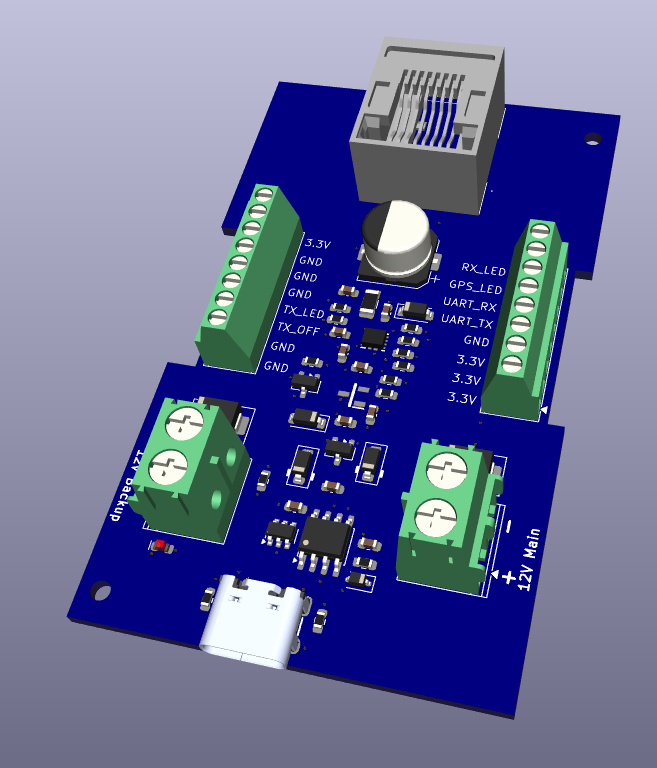 3.3V
GND
GND
GND
TX_LED
TX_OFF
GND
GND
RX_LED
GPS_LED
UART_RX
UART_TX
GND
3.3V
3.3V
3.3V
+
12V Backup
-
+
12V Main